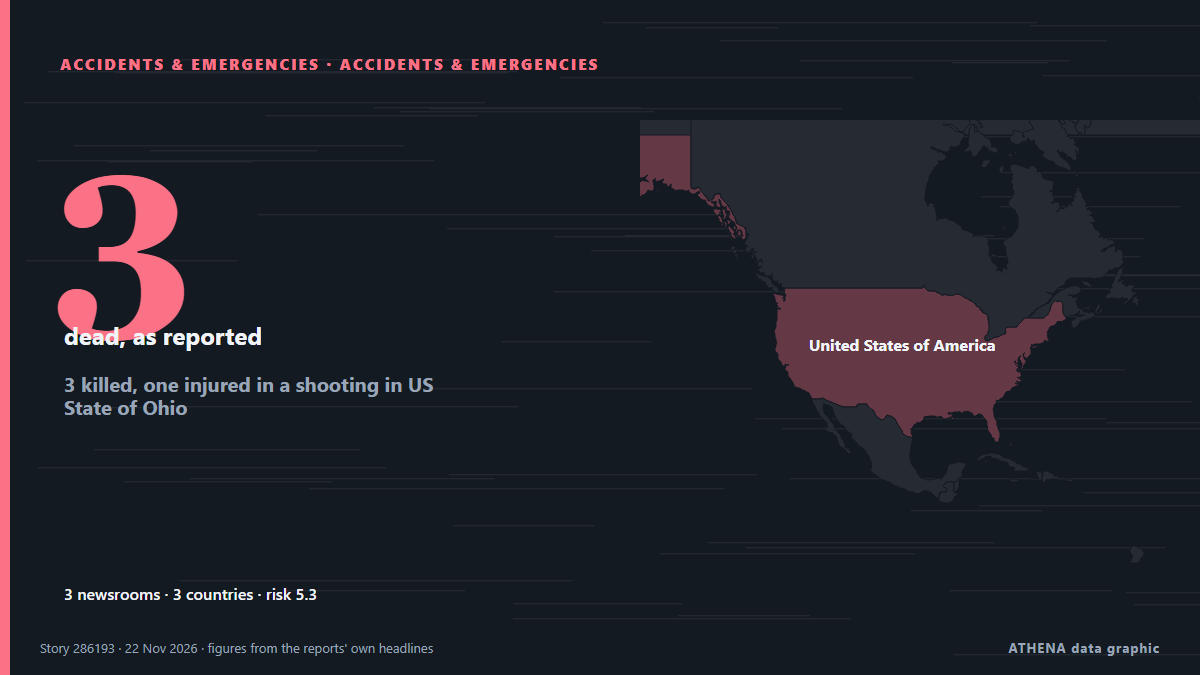 ACCIDENTS & EMERGENCIES · ACCIDENTS & EMERGENCIES
3
dead, as reported
3 killed, one injured in a shooting in US
State of Ohio
United States of America
3 newsrooms · 3 countries · risk 5.3
Story 286193 · 22 Nov 2026 · figures from the reports' own headlines
ATHENA data graphic